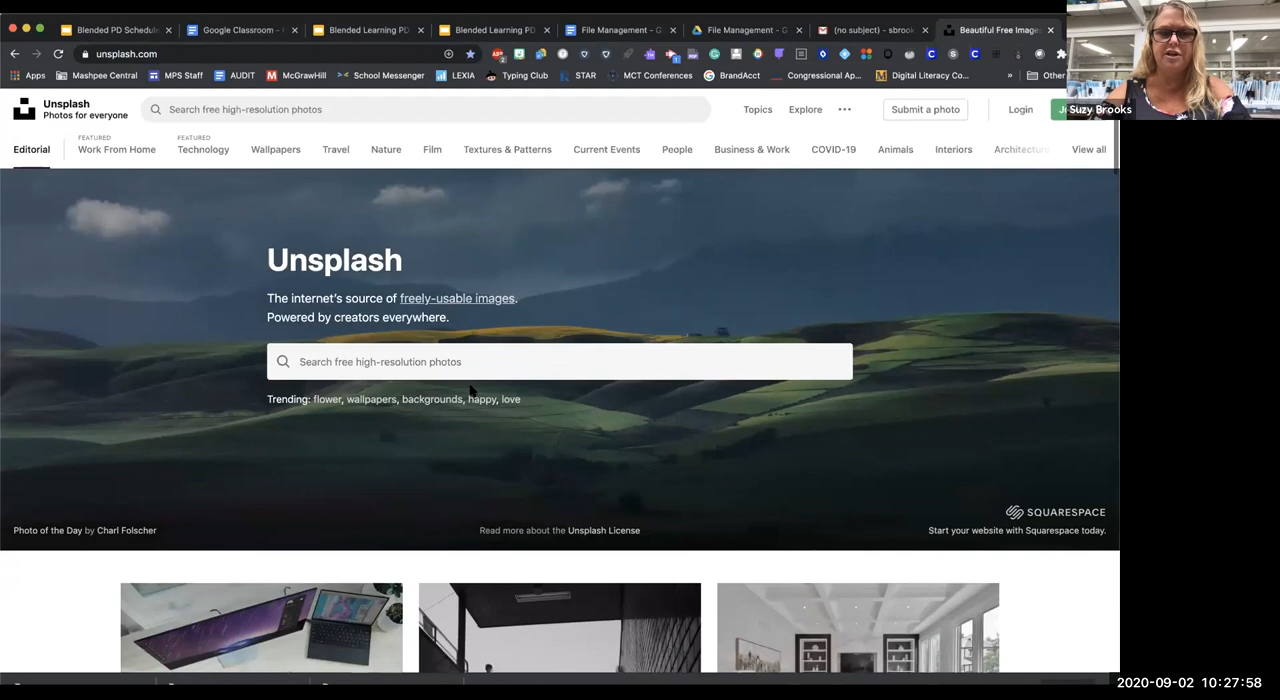 Blended PD Schedul
Google Classroom -
Blended Learning PD
Blended Learning PD
File Management - G
File Management - G
(no subject) - sbrook
Beautiful Free Images
unsplash.com
Apps
Mashpee Central
MPS Staff
AUDIT
McGrawHill
School Messenger
LEXIA
Typing Club
STAR
MCT Conferences
BrandAcct
Congressional Ap...
Digital Literacy Co...
»
Other
Suzy Brooks
Unsplash
Photos for everyone
Search free high-resolution photos
Topics
Explore
Submit a photo
Login
Editorial
FEATURED
Work From Home
FEATURED
Technology
Wallpapers
Travel
Nature
Film
Textures & Patterns
Current Events
People
Business & Work
COVID-19
Animals
Interiors
Architecture
View all
Unsplash
The internet's source of freely-usable images.
Powered by creators everywhere.
Search free high-resolution photos
Trending: flower, wallpapers, backgrounds, happy, love
SQUARESPACE
Photo of the Day by Charl Folscher
Read more about the Unsplash License
Start your website with Squarespace today.
2020-09-02 10:27:58